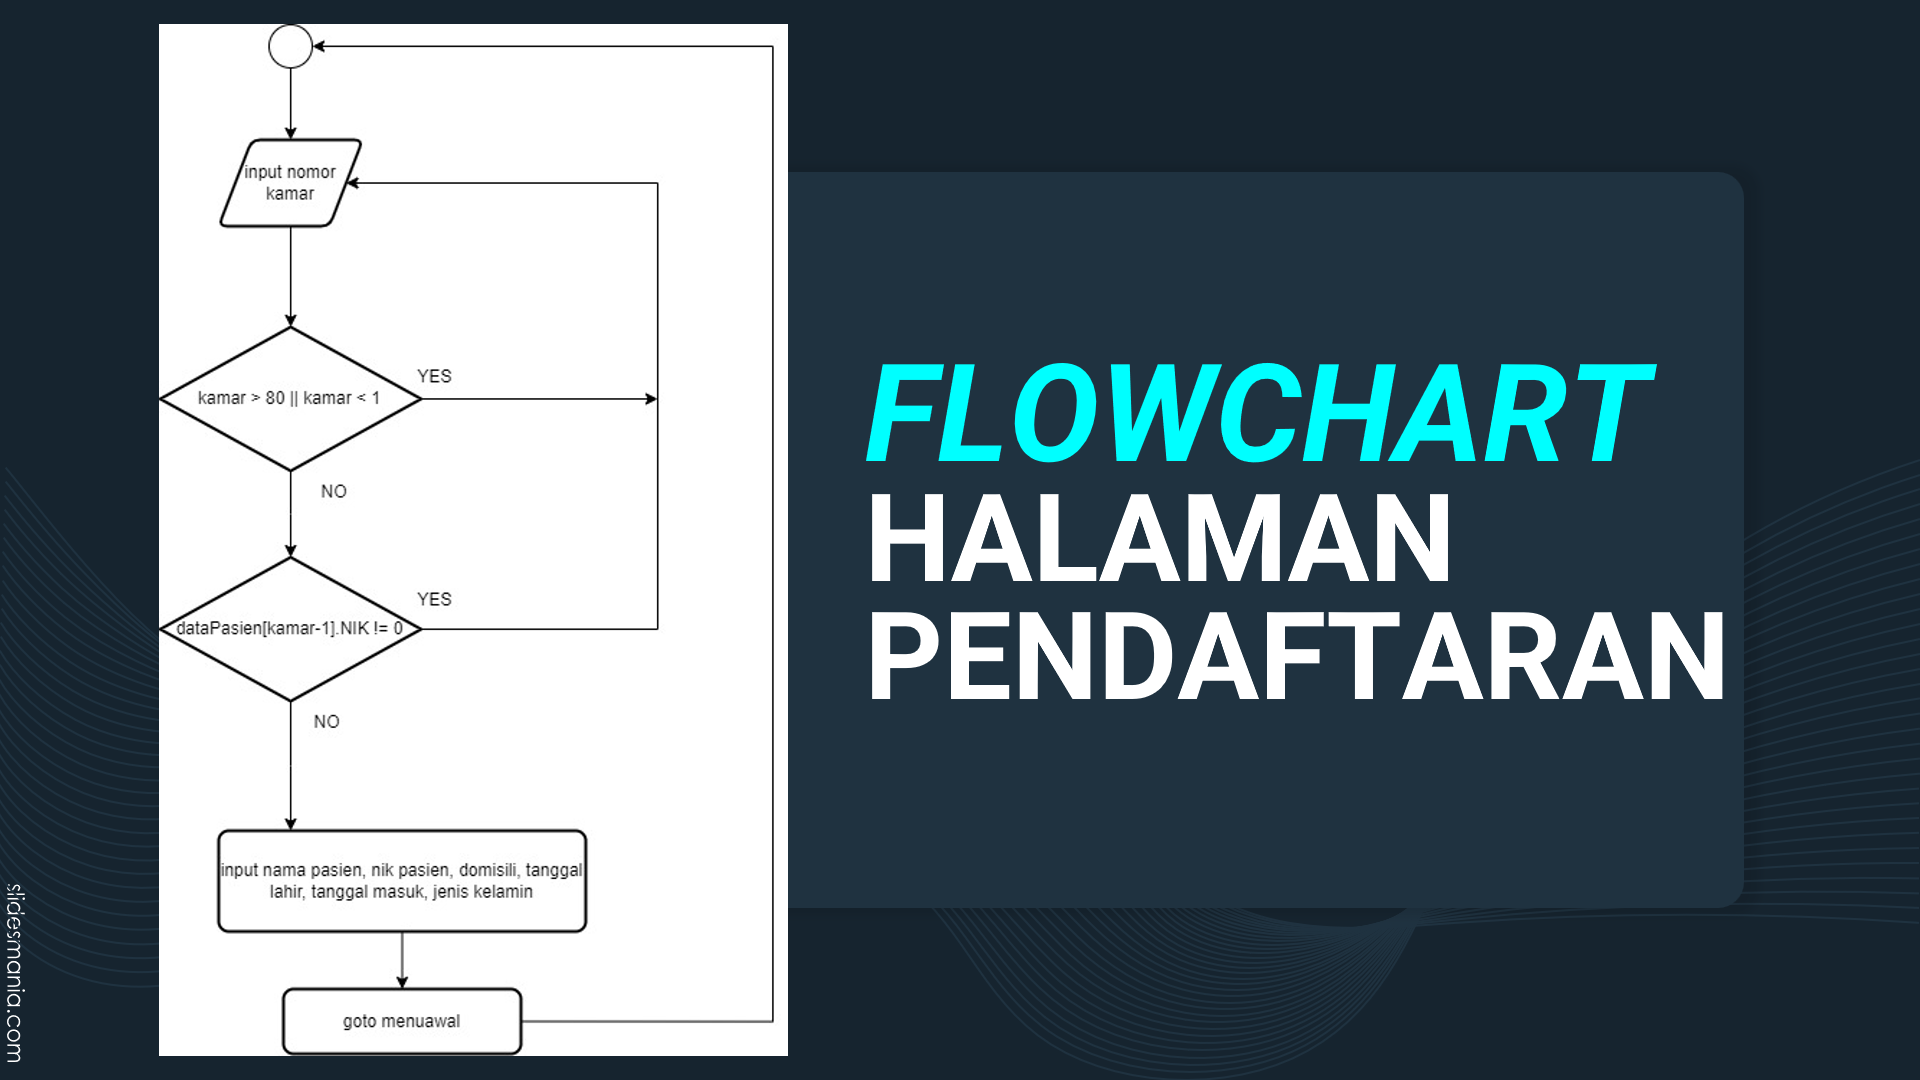 input nomor
kamar
YES
kamar > 80 || kamar < 1
NO
YES
dataPasien[kamar-1].NIK != 0
NO
input nama pasien, nik pasien, domisili, tanggal
lahir, tanggal masuk, jenis kelamin
goto menuawal
FLOWCHART
HALAMAN
PENDAFTARAN
slidesmania.com